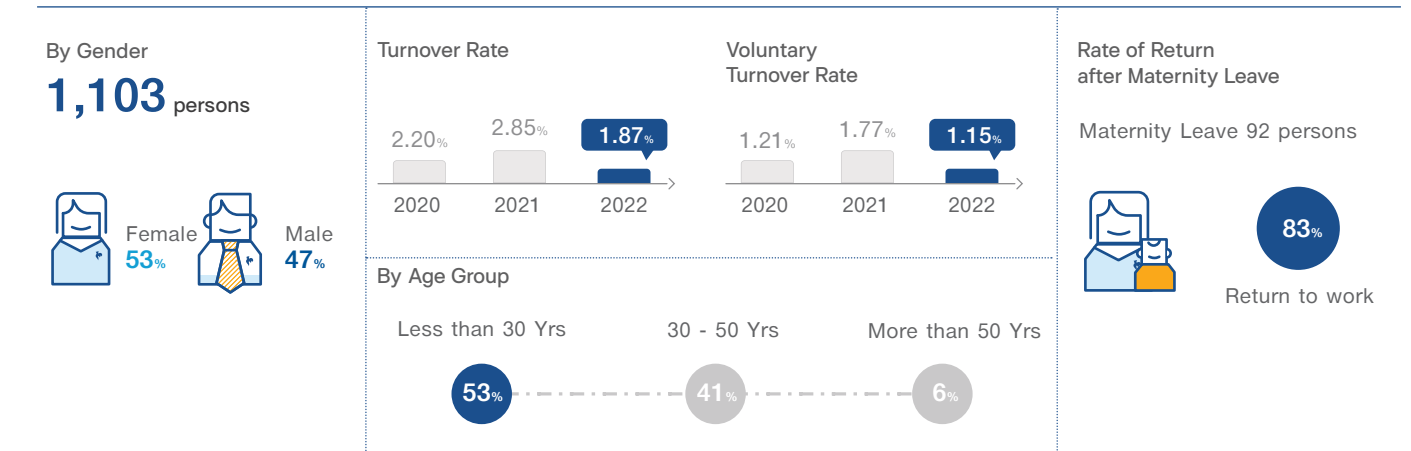 By Gender
1,103 persons
Female
53%
Male
47%
Turnover Rate
2.20%
2.85%
1.87%
2020
2021
2022
Voluntary
Turnover Rate
1.21%
1.77%
1.15%
2020
2021
2022
By Age Group
Less than 30 Yrs
30 - 50 Yrs
More than 50 Yrs
53%
41%
6%
Rate of Return
after Maternity Leave
Maternity Leave 92 persons
83%
Return to work